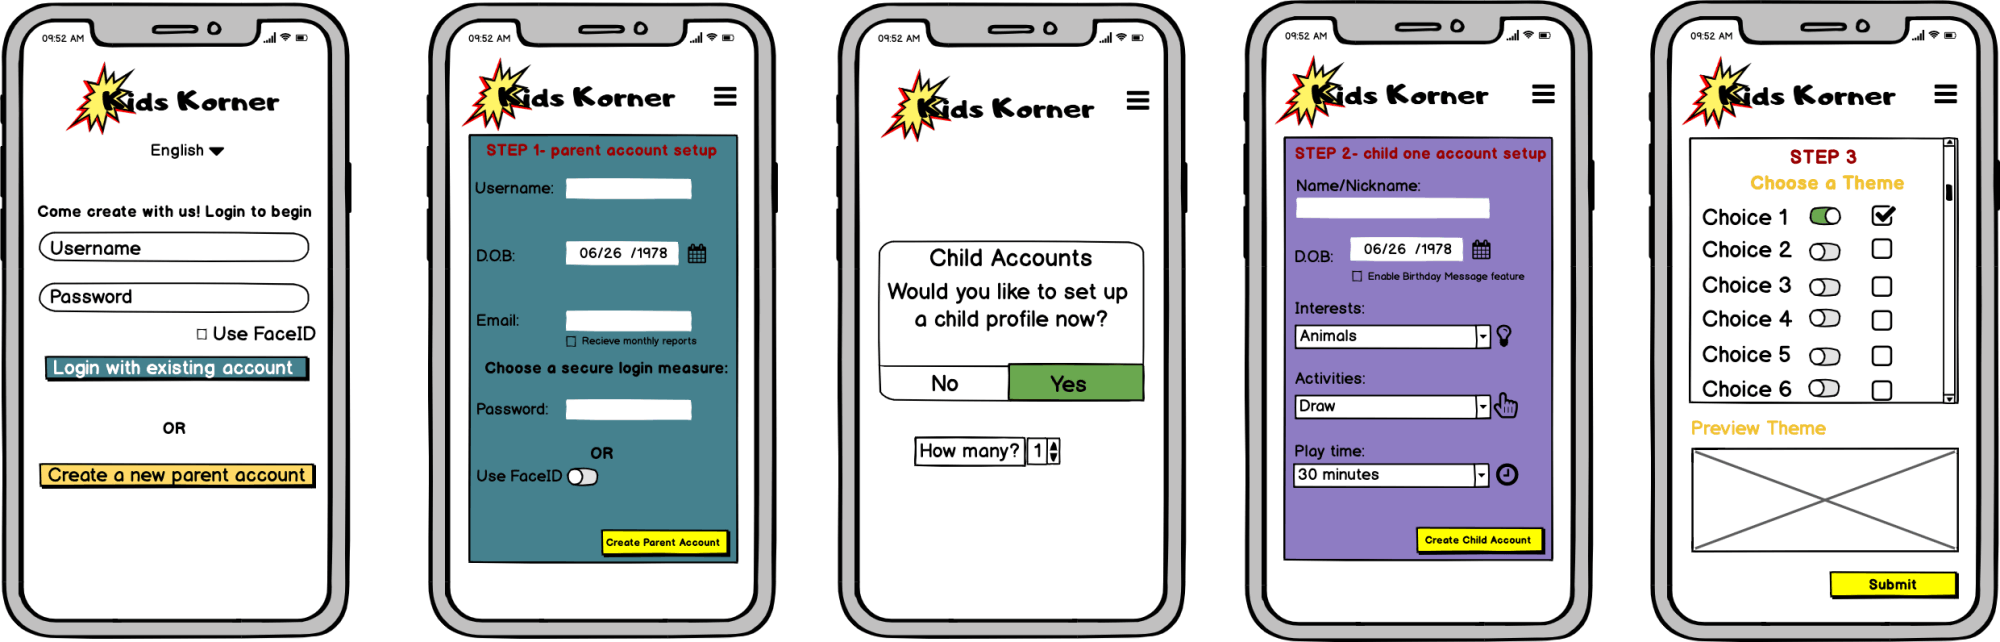 09:52 AM
Kids Korner
English
Come create with us! Login to begin
Username
Password
Use FaceID
Login with existing account
OR
Create a new parent account
09:52 AM
Kids Korner
STEP 1- parent account setup
Username:
D.O.B: 06/26 /1978
Email:
Recieve monthly reports
Choose a secure login measure:
Password:
OR
Use FaceID
Create Parent Account
09:52 AM
Kids Korner
Child Accounts
Would you like to set up
a child profile now?
No Yes
How many? 1
09:52 AM
Kids Korner
STEP 2- child one account setup
Name/Nickname:
D.O.B: 06/26 /1978
Enable Birthday Message feature
Interests:
Animals
Activities:
Draw
Play time:
30 minutes
Create Child Account
09:52 AM
Kids Korner
STEP 3
Choose a Theme
Choice 1
Choice 2
Choice 3
Choice 4
Choice 5
Choice 6
Preview Theme
Submit